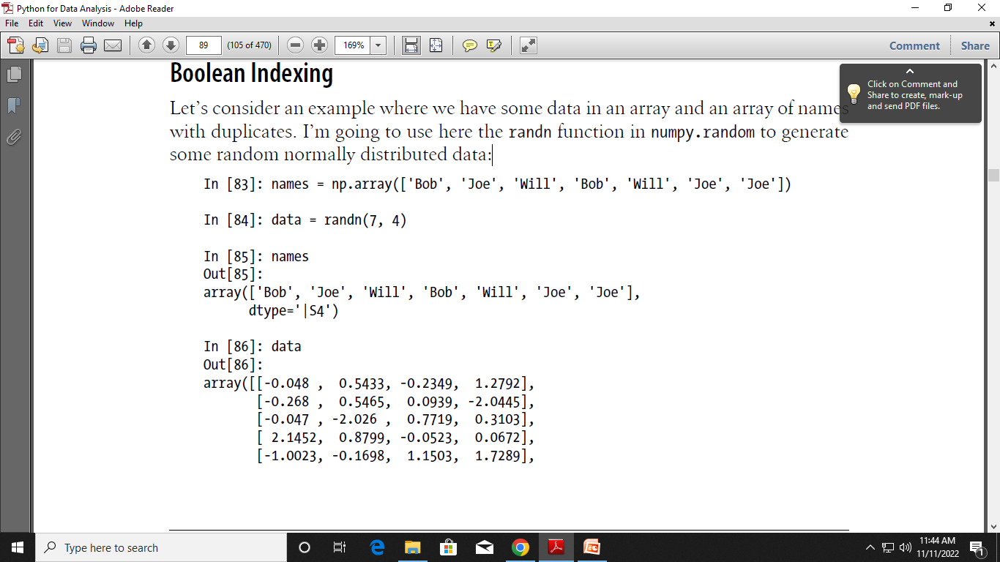 Python for Data Analysis - Adobe Reader
File Edit View Window Help
89 (105 of 470) 169% Comment Share
Click on Comment and
Share to create, mark-up
and send PDF files.
Boolean Indexing
Let's consider an example where we have some data in an array and an array of names
with duplicates. I'm going to use here the randn function in numpy.random to generate
some random normally distributed data:
In [83]: names = np.array(['Bob', 'Joe', 'Will', 'Bob', 'Will', 'Joe', 'Joe'])
In [84]: data = randn(7, 4)
In [85]: names
Out[85]:
array(['Bob', 'Joe', 'Will', 'Bob', 'Will', 'Joe', 'Joe'],
dtype='|S4')
In [86]: data
Out[86]:
array([[-0.048 , 0.5433, -0.2349, 1.2792],
[-0.268 , 0.5465, 0.0939, -2.0445],
[-0.047 , -2.026 , 0.7719, 0.3103],
[ 2.1452, 0.8799, -0.0523, 0.0672],
[-1.0023, -0.1698, 1.1503, 1.7289],
Type here to search
11:44 AM
11/11/2022
1